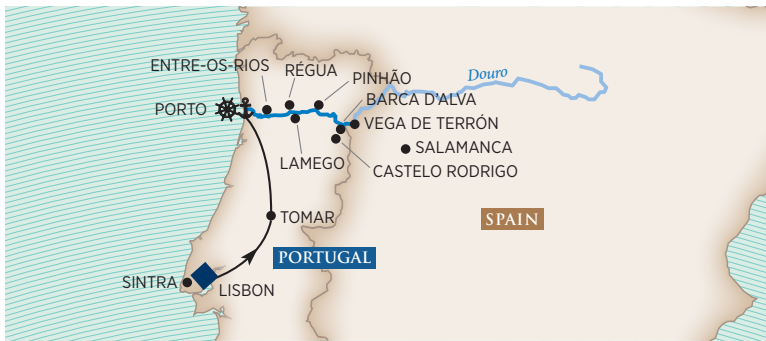 Douro
ENTRE-OS-RIOS
RÉGUA
PINHÃO
BARCA D'ALVA
PORTO
VEGA DE TERRÓN
SALAMANCA
LAMEGO
CASTELO RODRIGO
TOMAR
SPAIN
PORTUGAL
SINTRA
LISBON